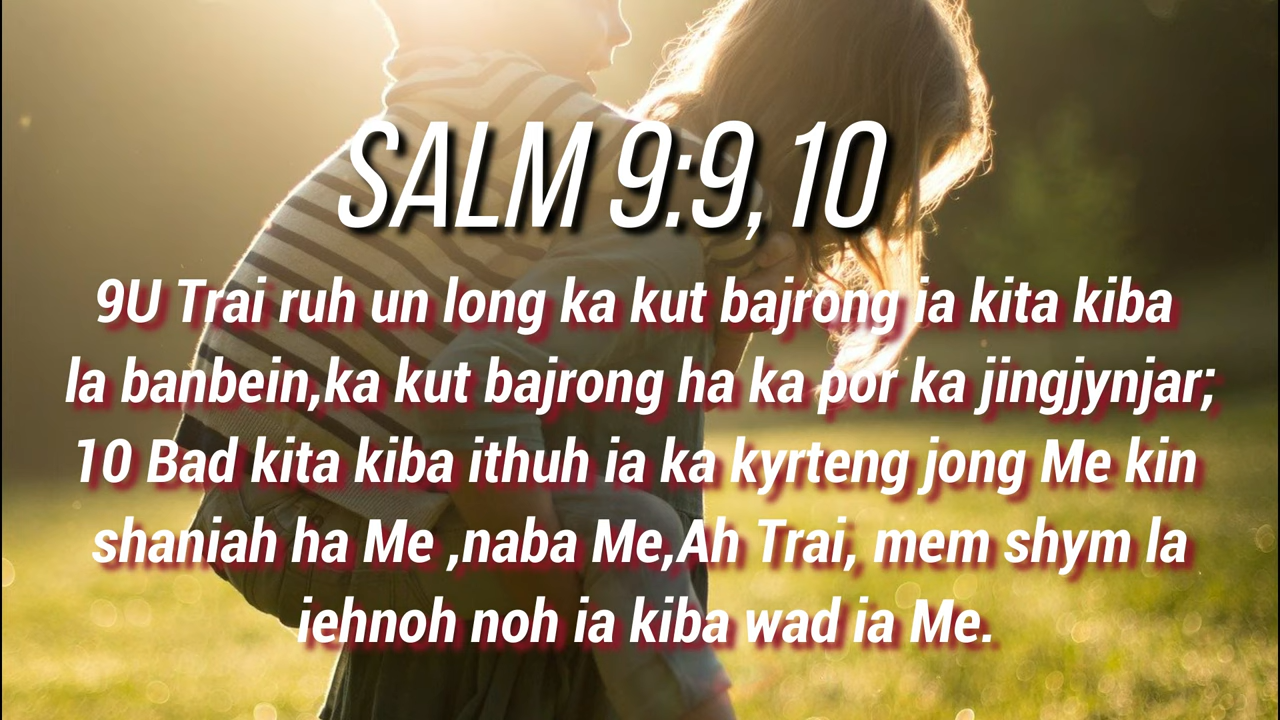 SALM 9:9, 10
9U Trai ruh un long ka kut bajrong ia kita kiba
la banbein,ka kut bajrong ha ka por ka jingjynjar;
10 Bad kita kiba ithuh ia ka kyrteng jong Me kin
shaniah ha Me ,naba Me,Ah Trai, mem shym la
iehnoh noh ia kiba wad ia Me.